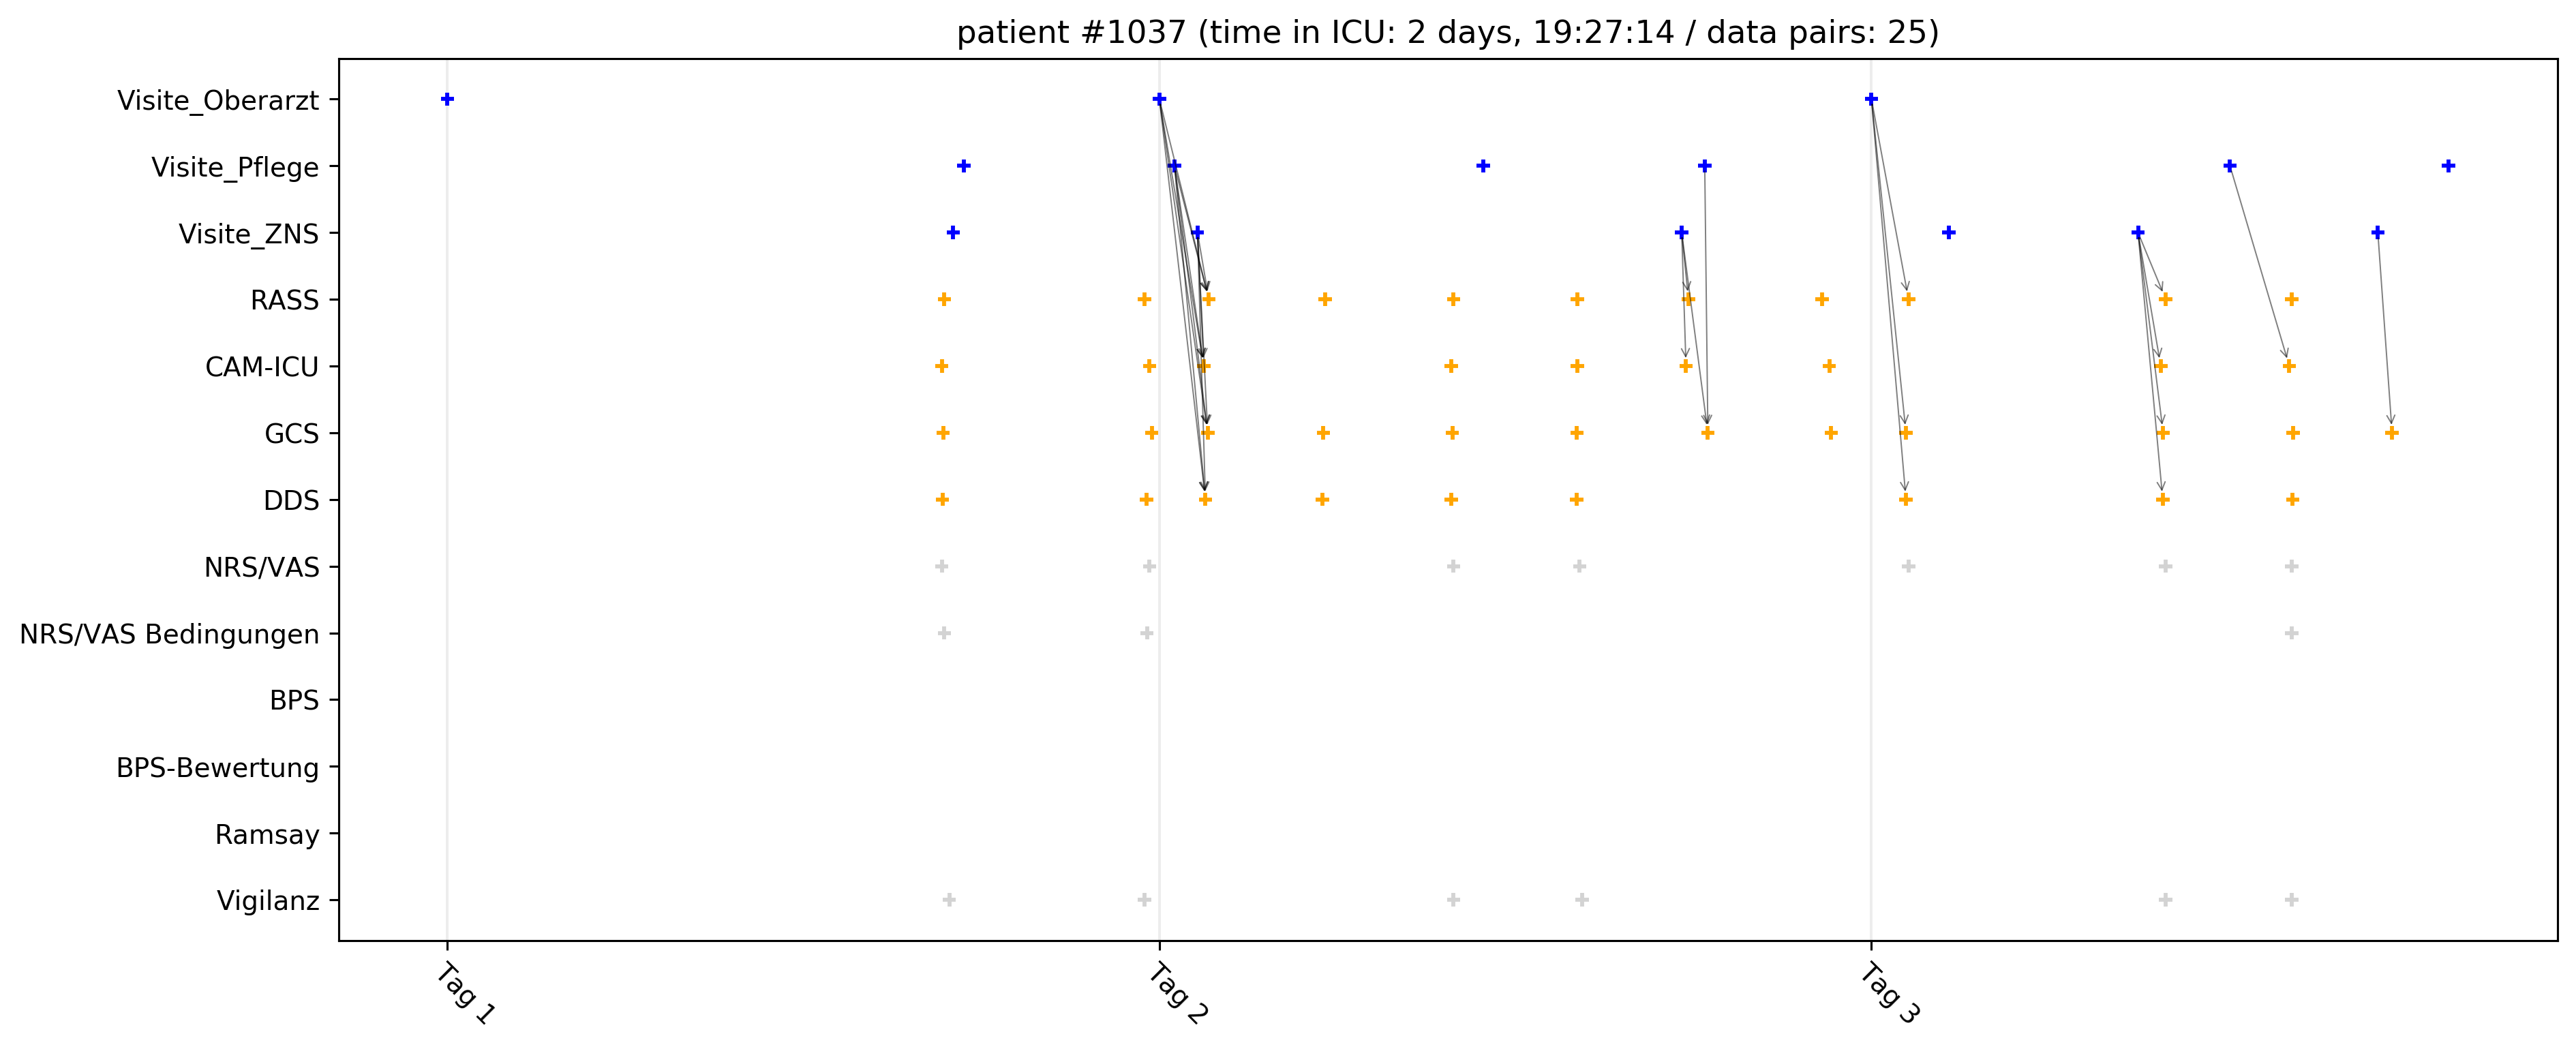 patient #1037 (time in ICU: 2 days, 19:27:14 / data pairs: 25)
Visite_Oberarzt
Visite_Pflege
Visite_ZNS
RASS
CAM-ICU
GCS
DDS
NRS/VAS
NRS/VAS Bedingungen
BPS
BPS-Bewertung
Ramsay
Vigilanz
Tag 1
Tag 2
Tag 3